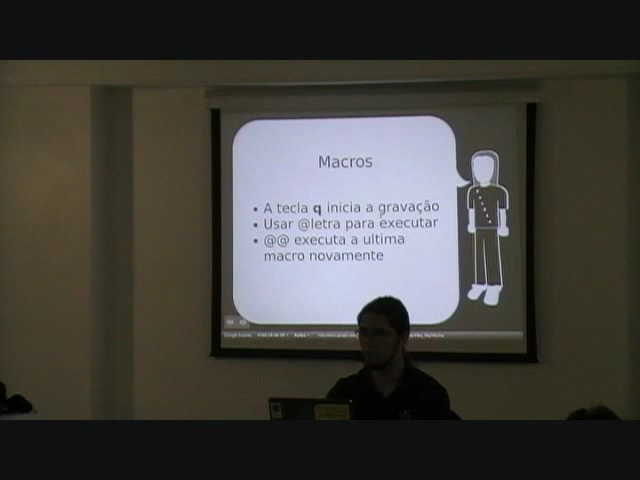 Macros
• A tecla q inicia a gravação
• Usar @letra para executar
• @@ executa a ultima
macro novamente